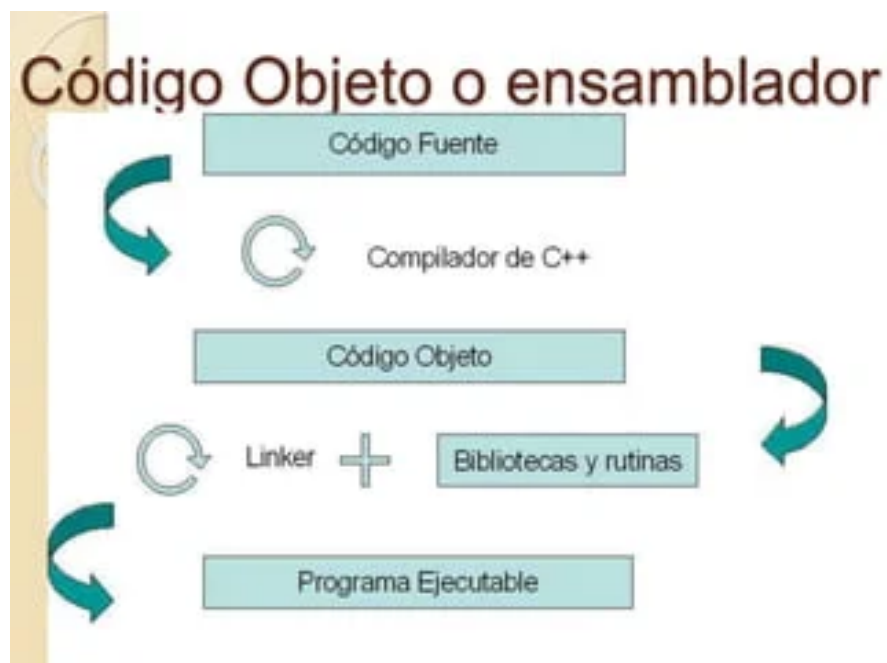 Código Objeto o ensamblador
Código Fuente
Compilador de C++
Código Objeto
Linker
Bibliotecas y rutinas
Programa Ejecutable